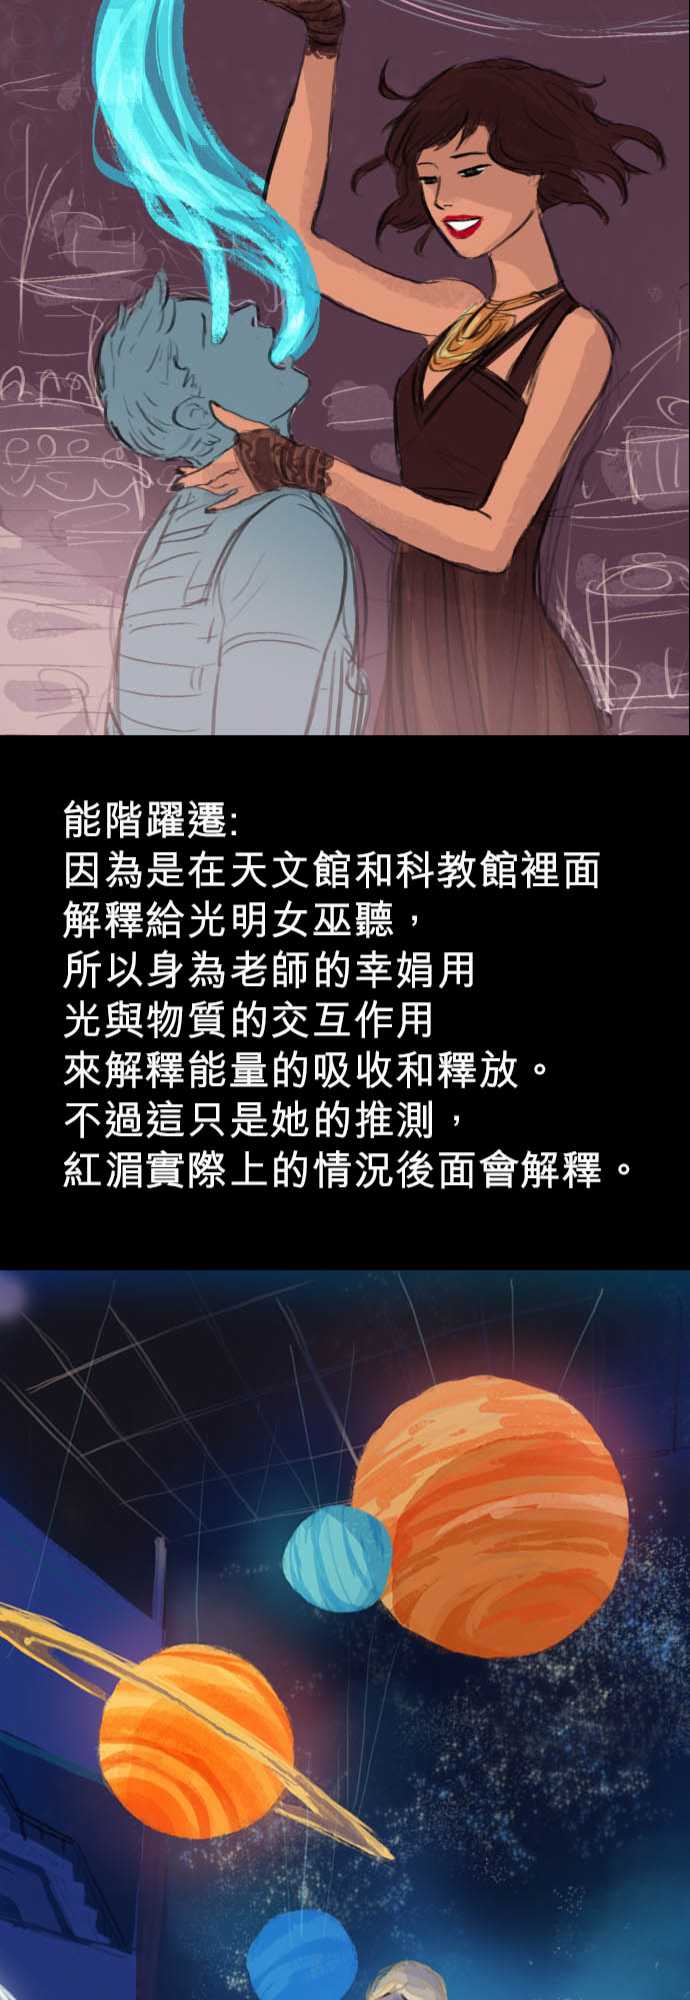 能階躍遷:
因為是在天文館和科教館裡面
解釋給光明女巫聽，
所以身為老師的幸娟用
光與物質的交互作用
來解釋能量的吸收和釋放。
不過這只是她的推測，
紅湄實際上的情況後面會解釋。